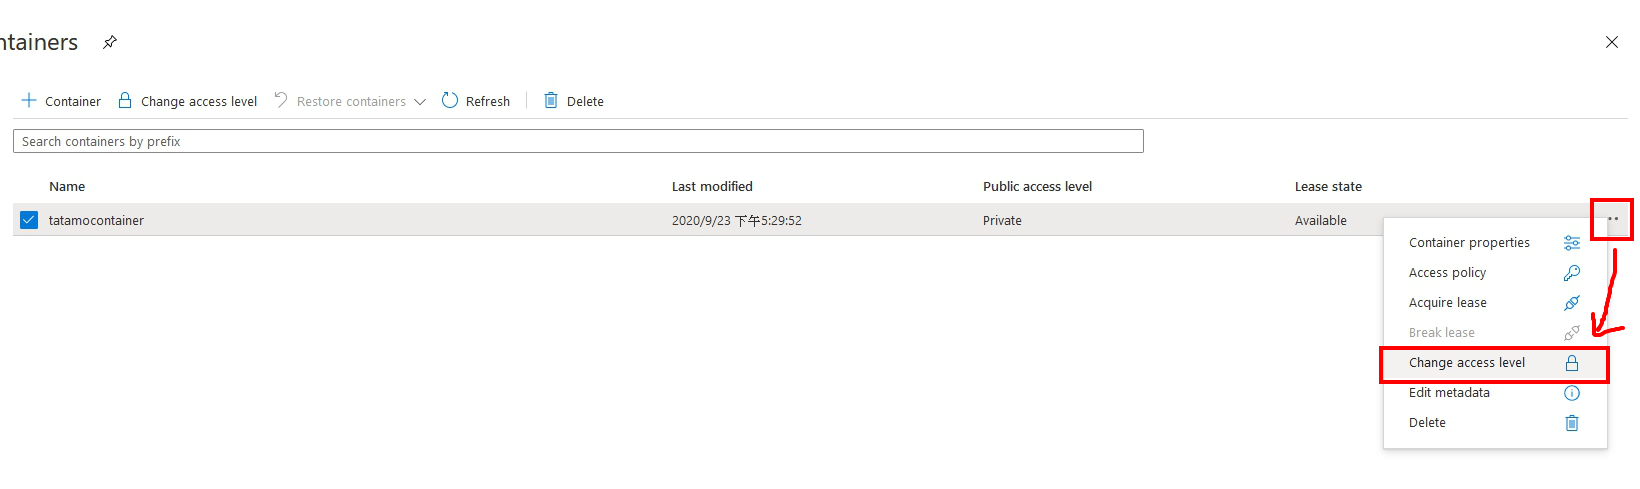 ntainers
Container Change access level Restore containers Refresh Delete
Search containers by prefix
Name Last modified Public access level Lease state
tatamocontainer 2020/9/23 下午5:29:52 Private Available
Container properties
Access policy
Acquire lease
Break lease
Change access level
Edit metadata
Delete